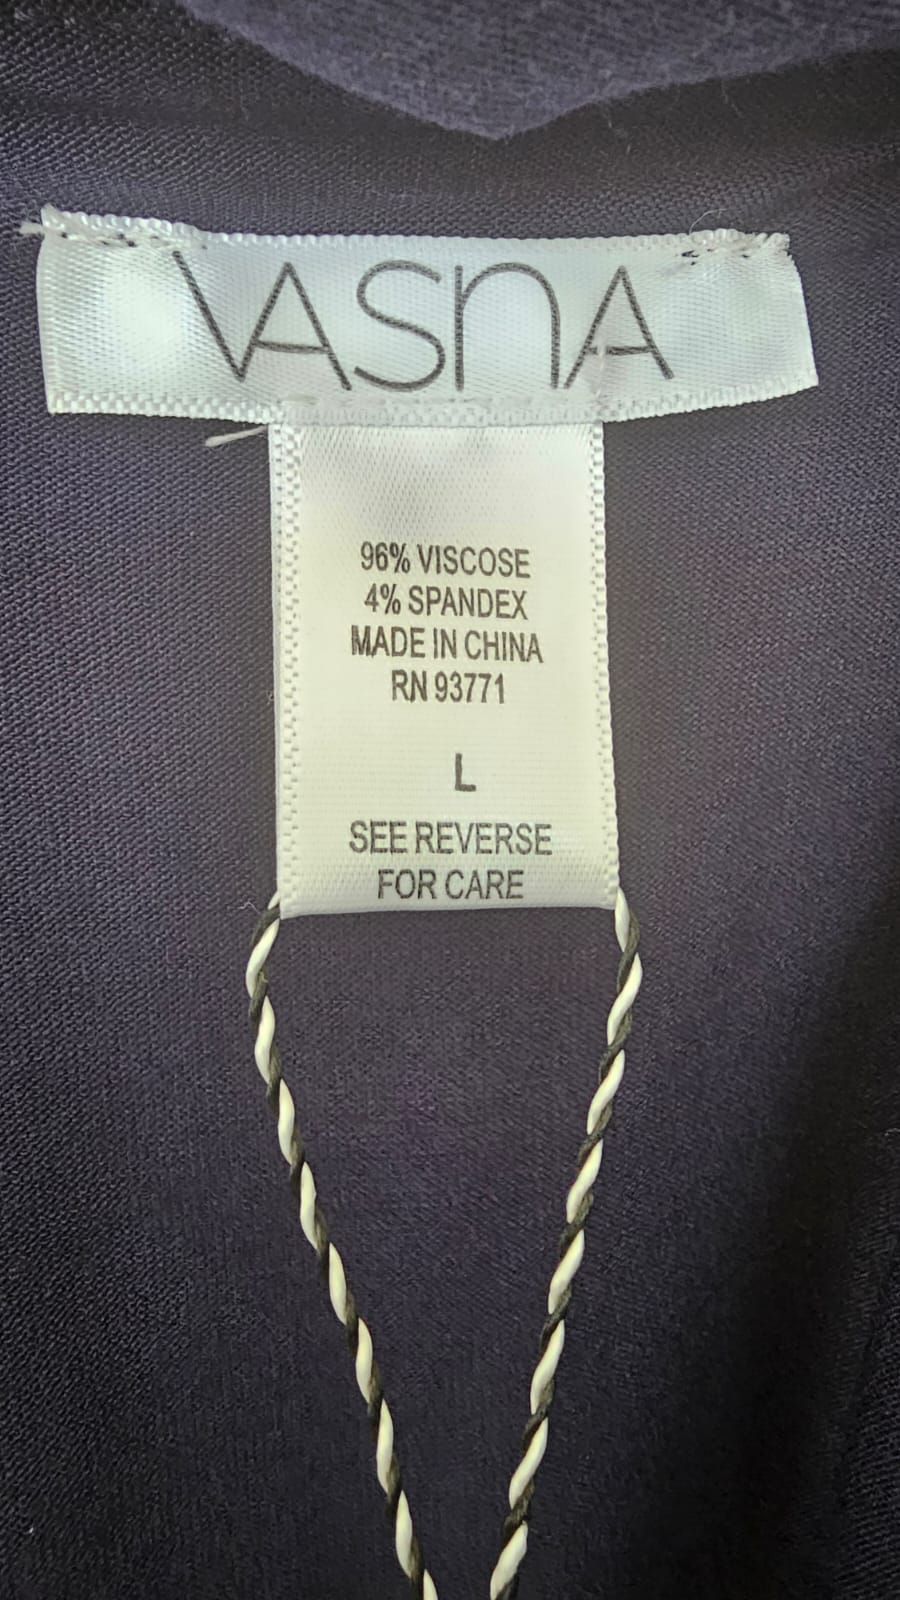 VASnA
96% VISCOSE
4% SPANDEX
MADE IN CHINA
RN 93771
L
SEE REVERSE
FOR CARE